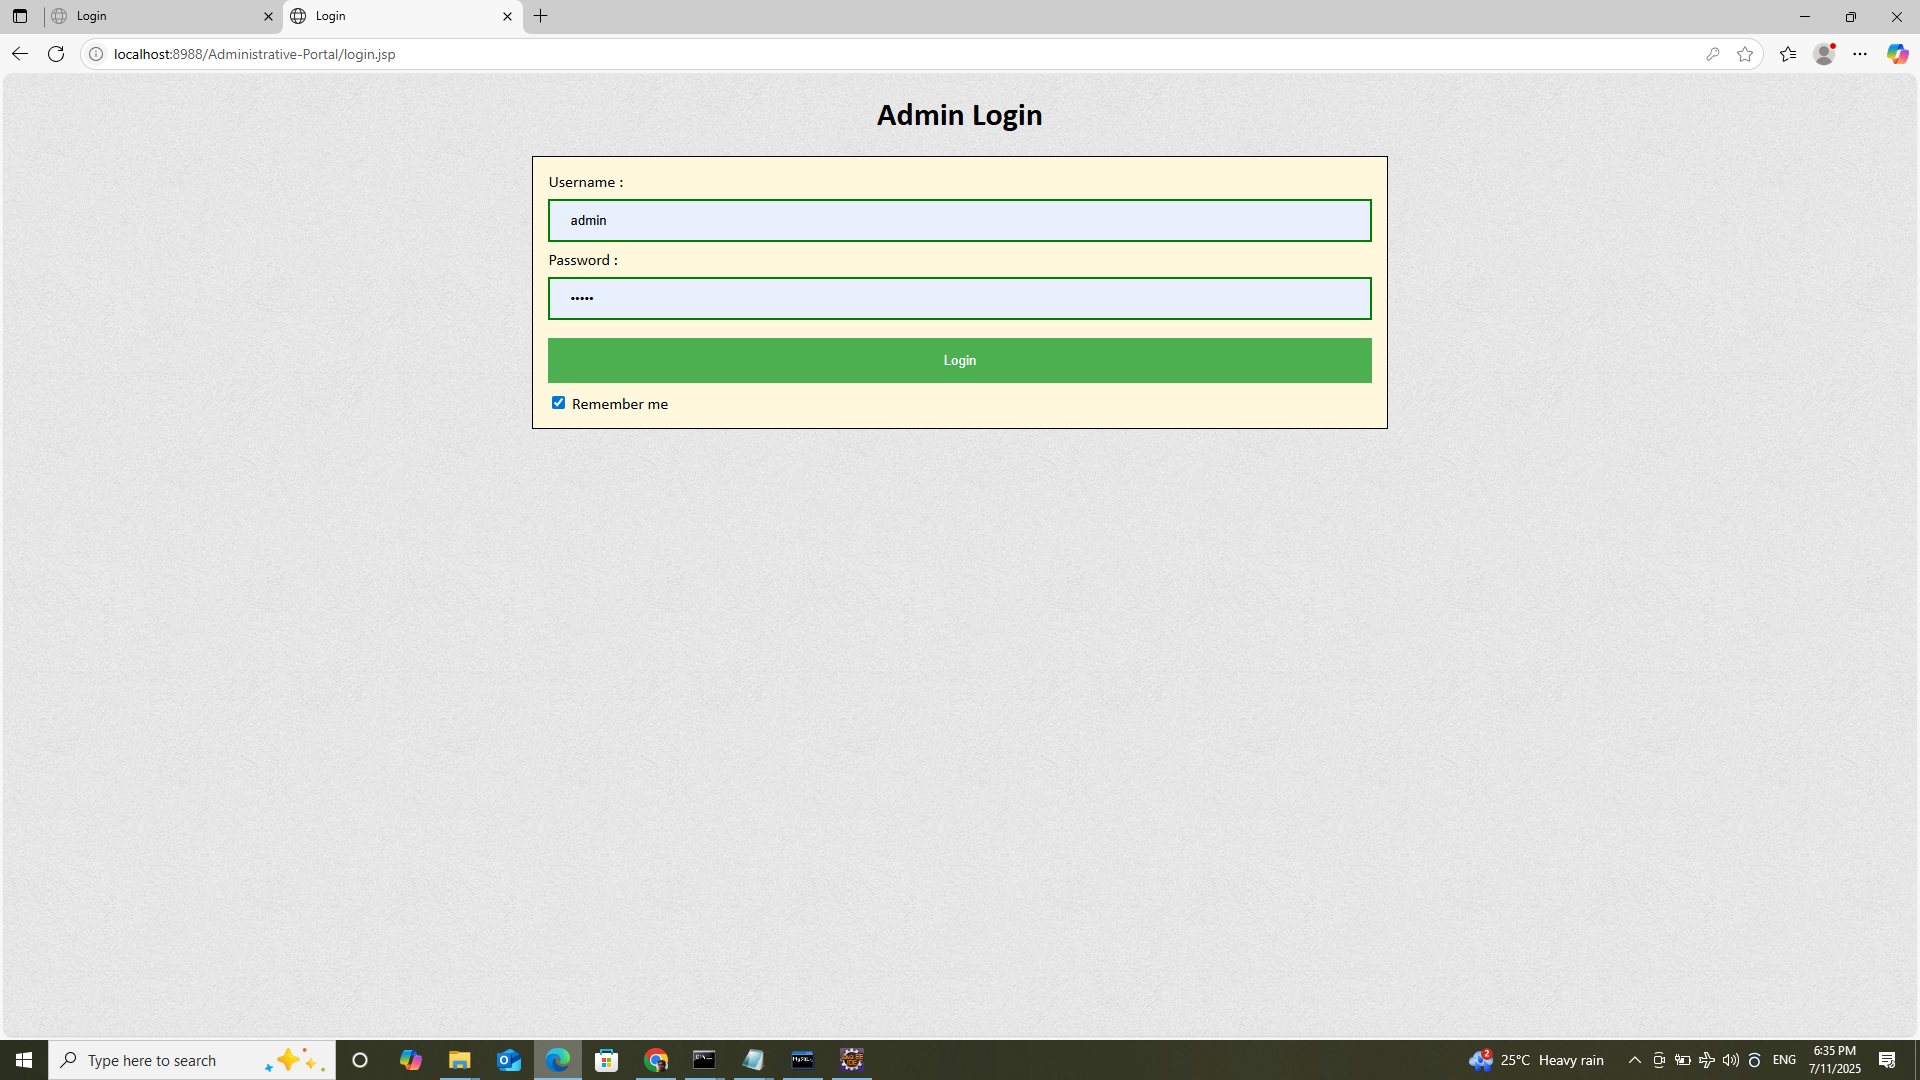 Login
Login
localhost:8988/Administrative-Portal/login.jsp
Admin Login
Username :
admin
Password :
•••••
Login
Remember me
Type here to search
2
25°C Heavy rain
ENG
6:35 PM
7/11/2025